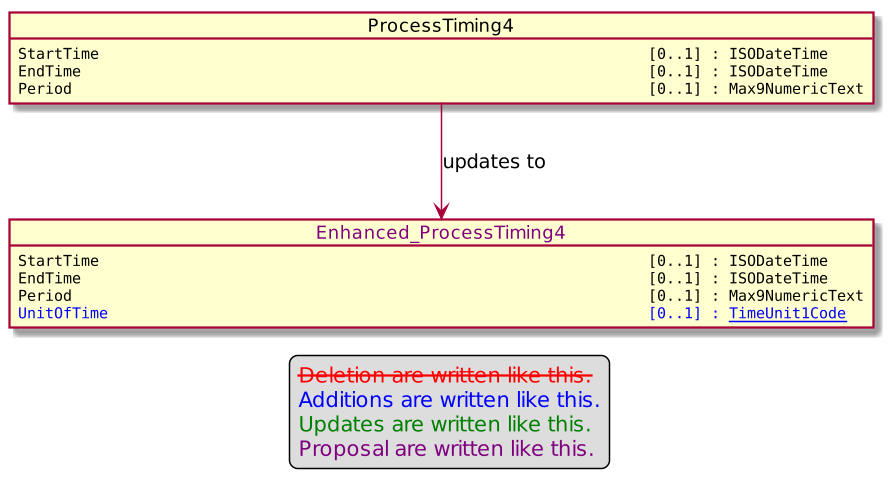 ProcessTiming4
StartTime [0..1] : ISODateTime
EndTime [0..1] : ISODateTime
Period [0..1] : Max9NumericText
updates to
Enhanced_ProcessTiming4
StartTime [0..1] : ISODateTime
EndTime [0..1] : ISODateTime
Period [0..1] : Max9NumericText
UnitOfTime [0..1] : TimeUnit1Code
Deletion are written like this.
Additions are written like this.
Updates are written like this.
Proposal are written like this.